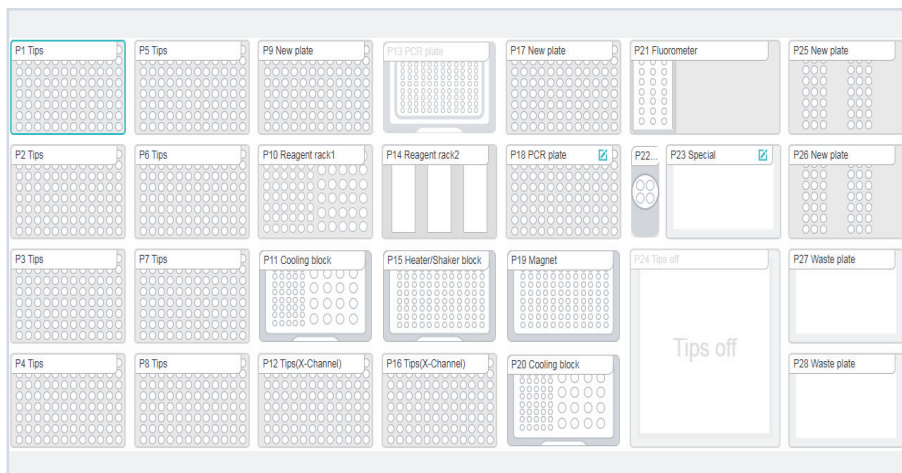 P1 Tips
P5 Tips
P9 New plate
P13 PCR plate
P17 New plate
P21 Fluorometer
P25 New plate
P2 Tips
P6 Tips
P10 Reagent rack1
P14 Reagent rack2
P18 PCR plate
P22...
P23 Special
P26 New plate
P3 Tips
P7 Tips
P11 Cooling block
P15 Heater/Shaker block
P19 Magnet
P24 Tips off
P27 Waste plate
Tips off
P4 Tips
P8 Tips
P12 Tips(X-Channel)
P16 Tips(X-Channel)
P20 Cooling block
P28 Waste plate